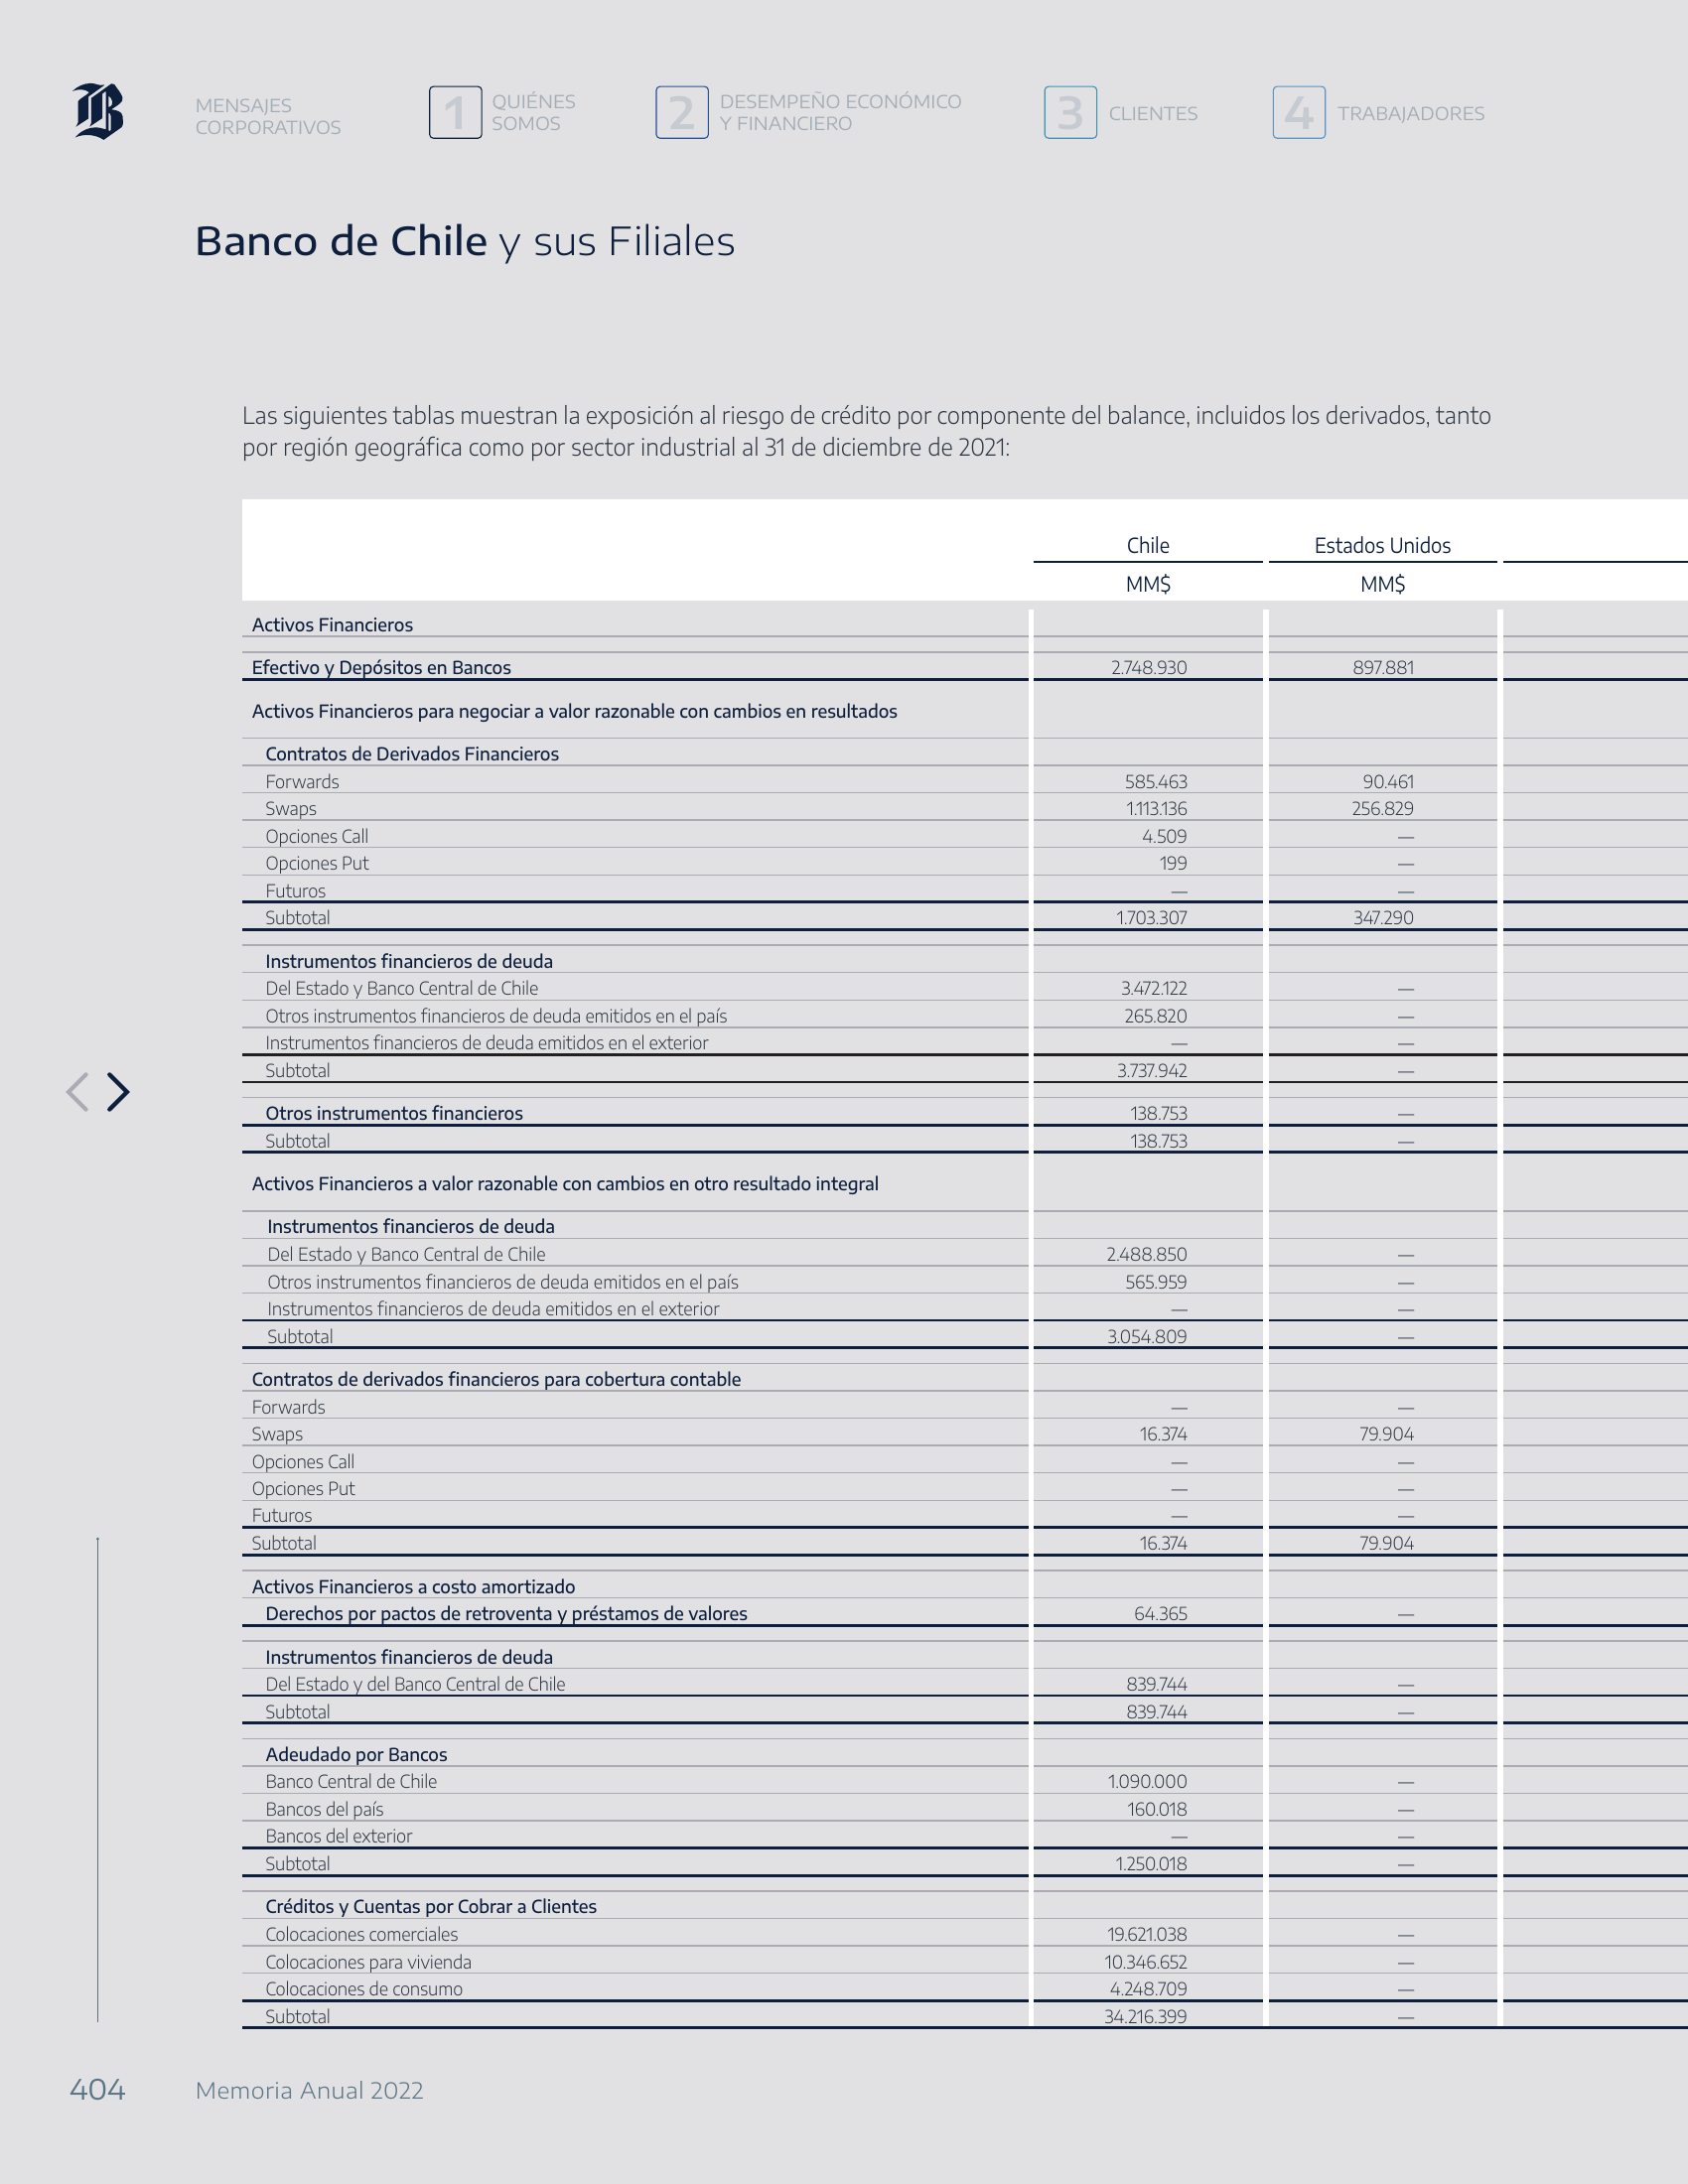 B
MENSAJES
CORPORATIVOS
1 QUIÉNES
SOMOS
2 DESEMPEÑO ECONÓMICO
Y FINANCIERO
3 CLIENTES
4 TRABAJADORES
Banco de Chile y sus Filiales
Las siguientes tablas muestran la exposición al riesgo de crédito por componente del balance, incluidos los derivados, tanto
por región geográfica como por sector industrial al 31 de diciembre de 2021:
Chile Estados Unidos
MM$ MM$
Activos Financieros
Efectivo y Depósitos en Bancos 2.748.930 897.881
Activos Financieros para negociar a valor razonable con cambios en resultados
Contratos de Derivados Financieros
Forwards 585.463 90.461
Swaps 1.113.136 256.829
Opciones Call 4.509 —
Opciones Put 199 —
Futuros — —
Subtotal 1.703.307 347.290
Instrumentos financieros de deuda
Del Estado y Banco Central de Chile 3.472.122 —
Otros instrumentos financieros de deuda emitidos en el país 265.820 —
Instrumentos financieros de deuda emitidos en el exterior — —
Subtotal 3.737.942 —
Otros instrumentos financieros 138.753 —
Subtotal 138.753 —
Activos Financieros a valor razonable con cambios en otro resultado integral
Instrumentos financieros de deuda
Del Estado y Banco Central de Chile 2.488.850 —
Otros instrumentos financieros de deuda emitidos en el país 565.959 —
Instrumentos financieros de deuda emitidos en el exterior — —
Subtotal 3.054.809 —
Contratos de derivados financieros para cobertura contable
Forwards — —
Swaps 16.374 79.904
Opciones Call — —
Opciones Put — —
Futuros — —
Subtotal 16.374 79.904
Activos Financieros a costo amortizado
Derechos por pactos de retroventa y préstamos de valores 64.365 —
Instrumentos financieros de deuda
Del Estado y del Banco Central de Chile 839.744 —
Subtotal 839.744 —
Adeudado por Bancos
Banco Central de Chile 1.090.000 —
Bancos del país 160.018 —
Bancos del exterior — —
Subtotal 1.250.018 —
Créditos y Cuentas por Cobrar a Clientes
Colocaciones comerciales 19.621.038 —
Colocaciones para vivienda 10.346.652 —
Colocaciones de consumo 4.248.709 —
Subtotal 34.216.399 —
404 Memoria Anual 2022